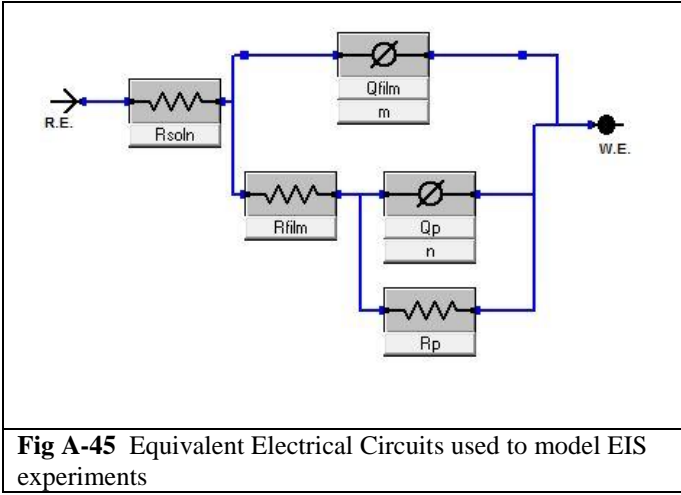 Qfilm
m
R.E.
Rsoln
W.E.
Rfilm
Qp
n
Rp
Fig A-45 Equivalent Electrical Circuits used to model EIS
experiments